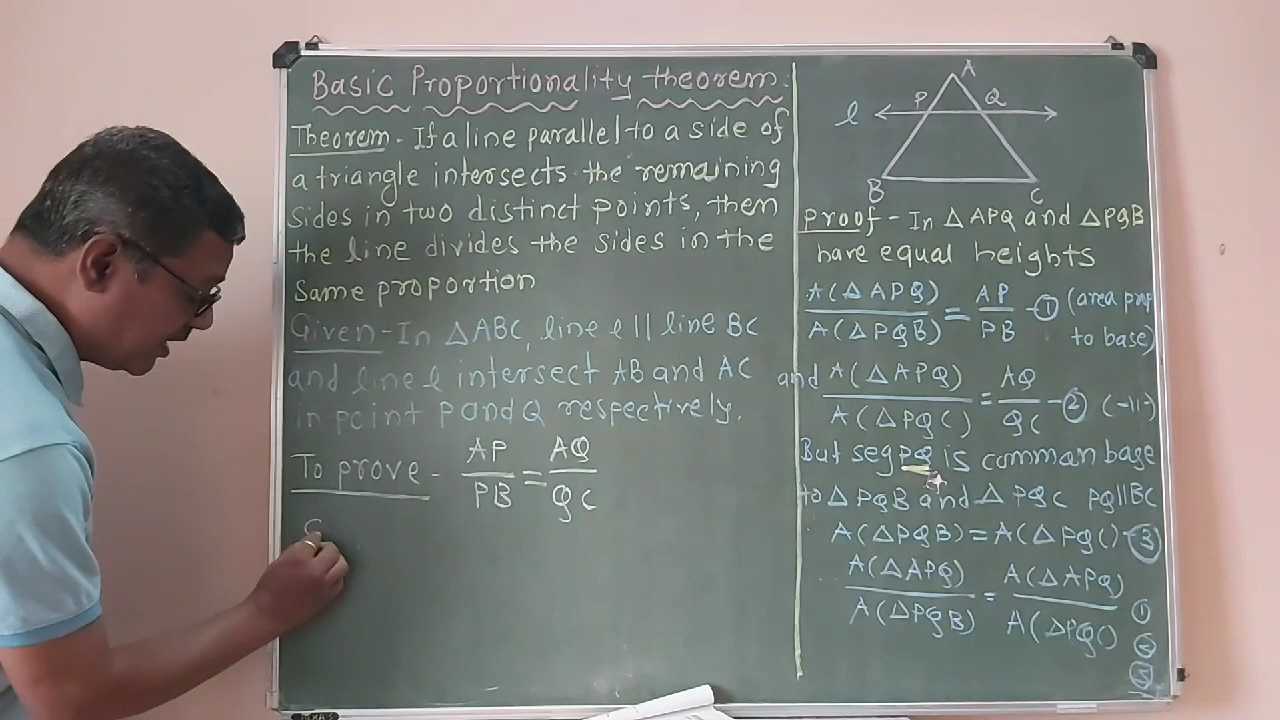 Basic Proportionality theorem.
Theorem - If a line parallel to a side of
a triangle intersects the remaining
sides in two distinct points, then
the line divides the sides in the
same proportion
Given - In △ABC, line l || line BC
and line l intersect AB and AC
in point P and Q respectively.
To prove - AP/PB = AQ/QC
A
P Q
l
B C
Proof - In △APQ and △PQB
have equal heights
A(△APQ)/A(△PQB) = AP/PB - ① (area prop
to base)
and A(△APQ)/A(△PQC) = AQ/QC - ② (-11-)
But seg PQ is comman base
to △PQB and △PQC PQ||BC
A(△PQB) = A(△PQC) - ③
A(△APQ)/A(△PQB) = A(△APQ)/A(△PQC) ①
②
③